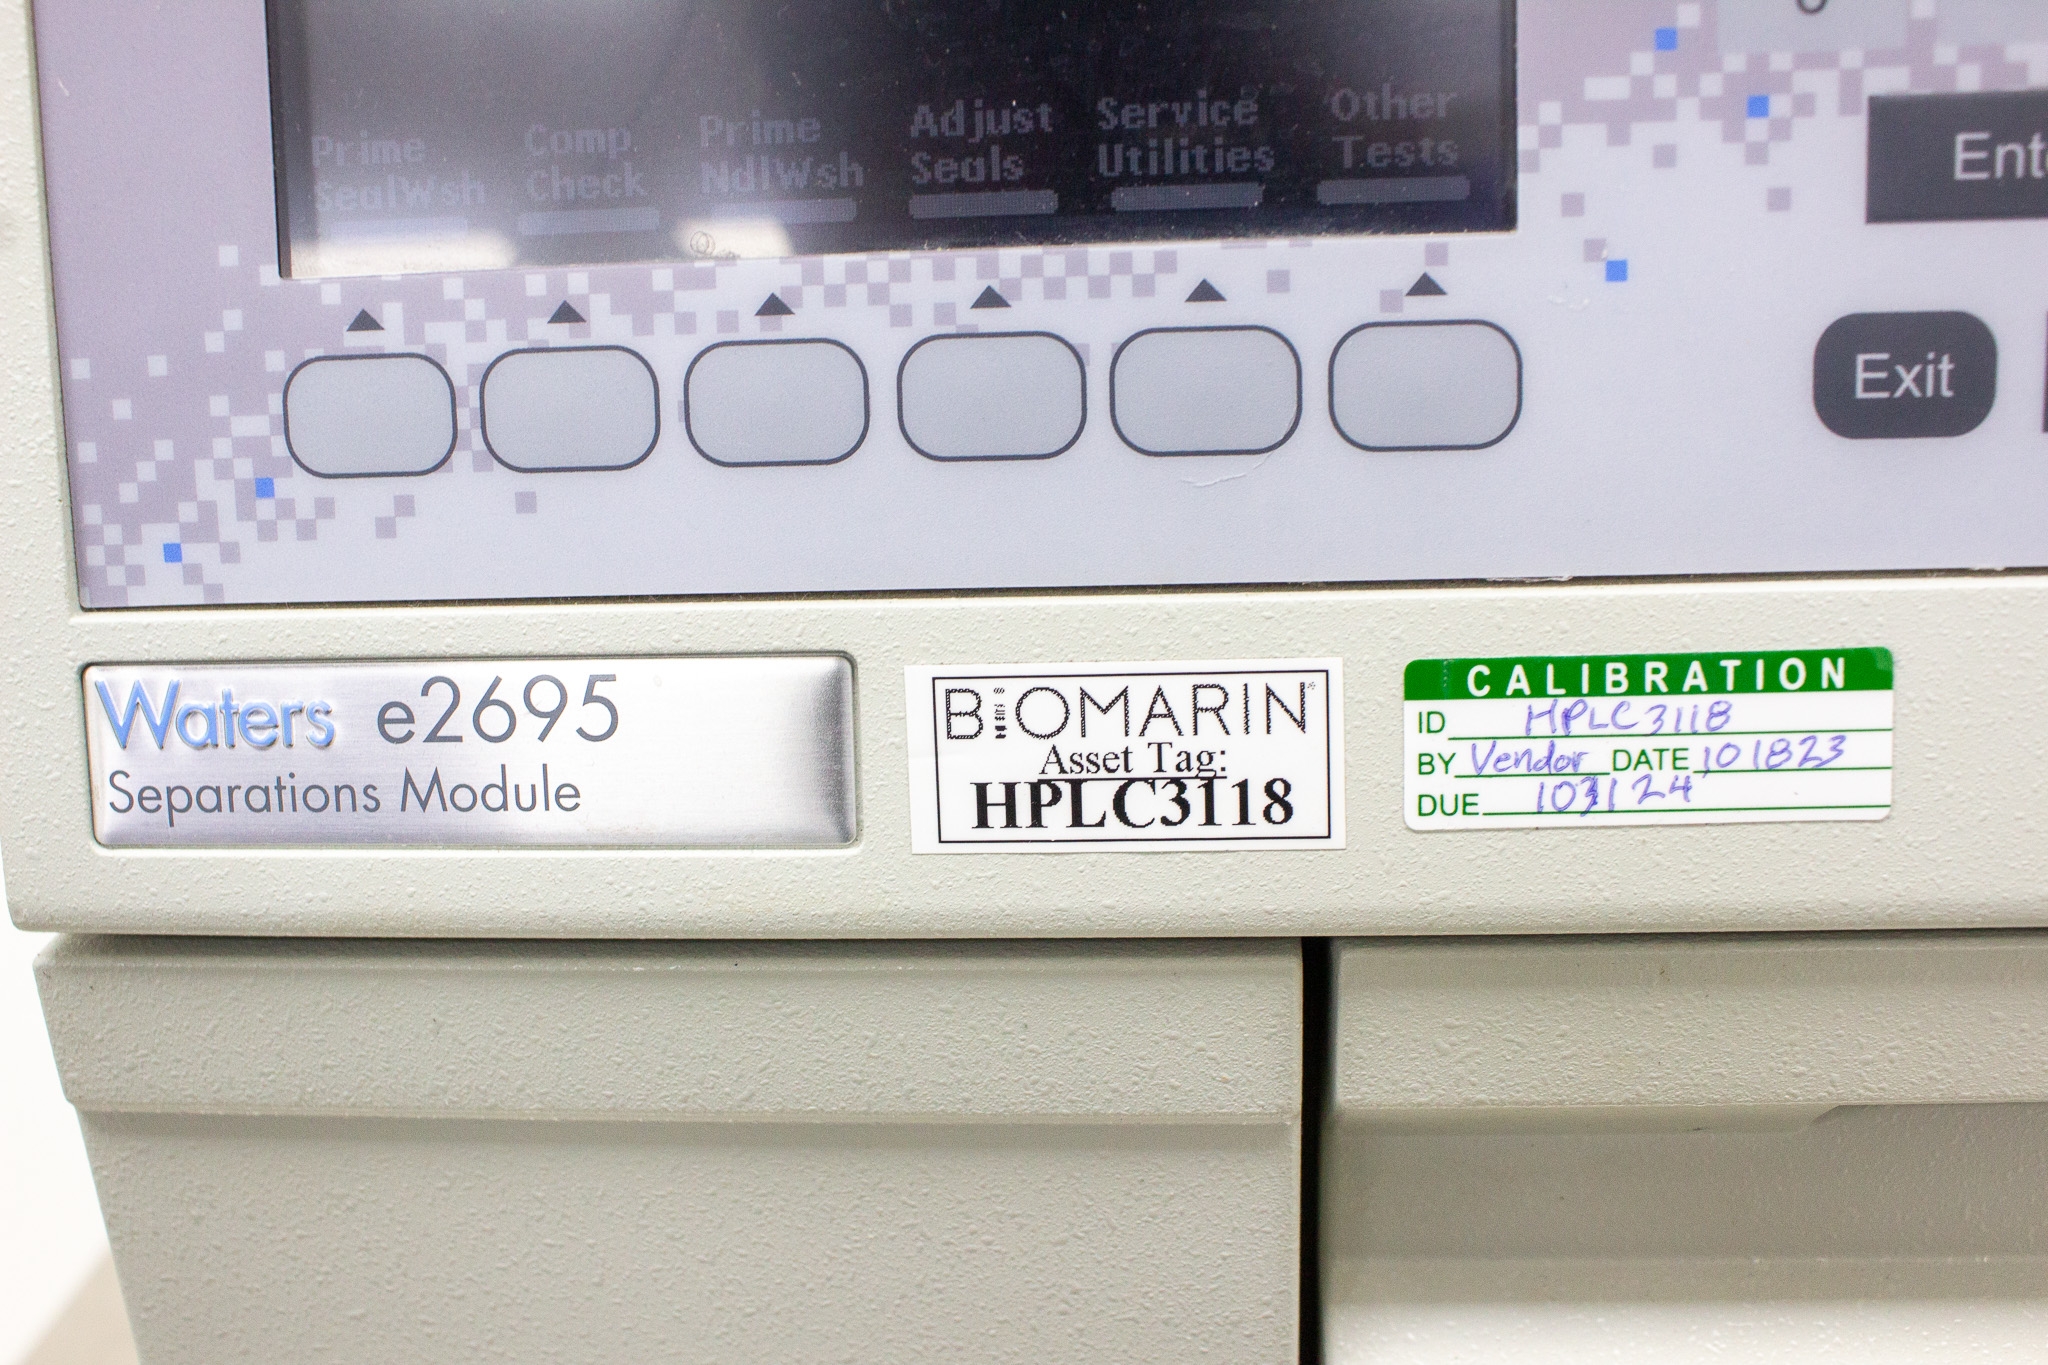 Prime
SealWsh
Comp
Check
Prime
NdlWsh
Adjust
Seals
Service
Utilities
Other
Tests
Exit
Waters e2695
Separations Module
BIOMARIN
Asset Tag:
HPLC3118
CALIBRATION
ID HPLC3118
BY Vendor DATE 101823
DUE 103124